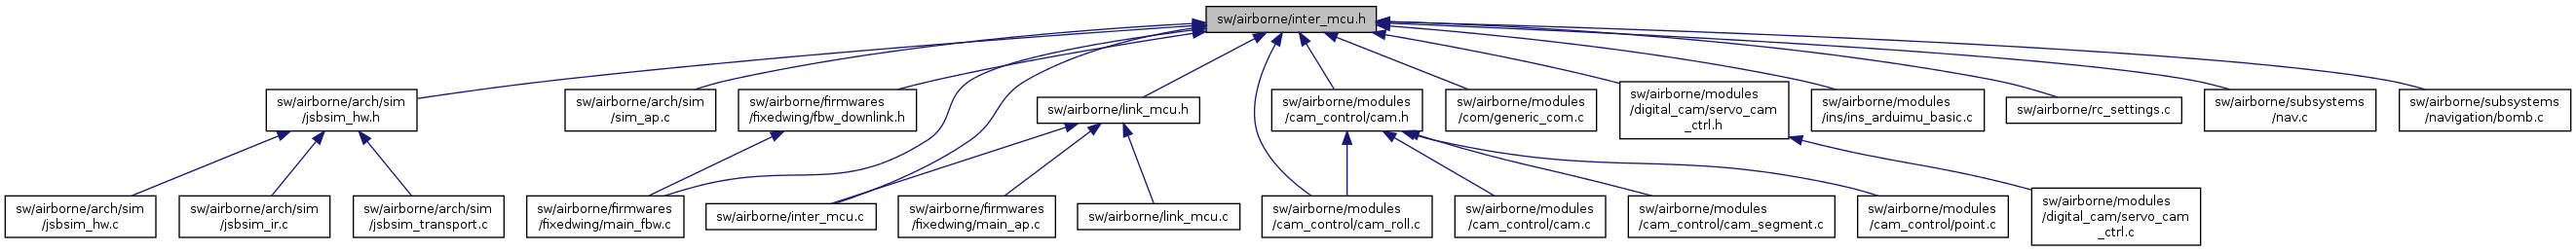 sw/airborne/inter_mcu.h
sw/airborne/arch/sim
/jsbsim_hw.h
sw/airborne/arch/sim
/sim_ap.c
sw/airborne/firmwares
/fixedwing/fbw_downlink.h
sw/airborne/link_mcu.h
sw/airborne/modules
/cam_control/cam.h
sw/airborne/modules
/com/generic_com.c
sw/airborne/modules
/digital_cam/servo_cam
_ctrl.h
sw/airborne/modules
/ins/ins_arduimu_basic.c
sw/airborne/rc_settings.c
sw/airborne/subsystems
/nav.c
sw/airborne/subsystems
/navigation/bomb.c
sw/airborne/arch/sim
/jsbsim_hw.c
sw/airborne/arch/sim
/jsbsim_ir.c
sw/airborne/arch/sim
/jsbsim_transport.c
sw/airborne/firmwares
/fixedwing/main_fbw.c
sw/airborne/inter_mcu.c
sw/airborne/firmwares
/fixedwing/main_ap.c
sw/airborne/link_mcu.c
sw/airborne/modules
/cam_control/cam_roll.c
sw/airborne/modules
/cam_control/cam.c
sw/airborne/modules
/cam_control/cam_segment.c
sw/airborne/modules
/cam_control/point.c
sw/airborne/modules
/digital_cam/servo_cam
_ctrl.c